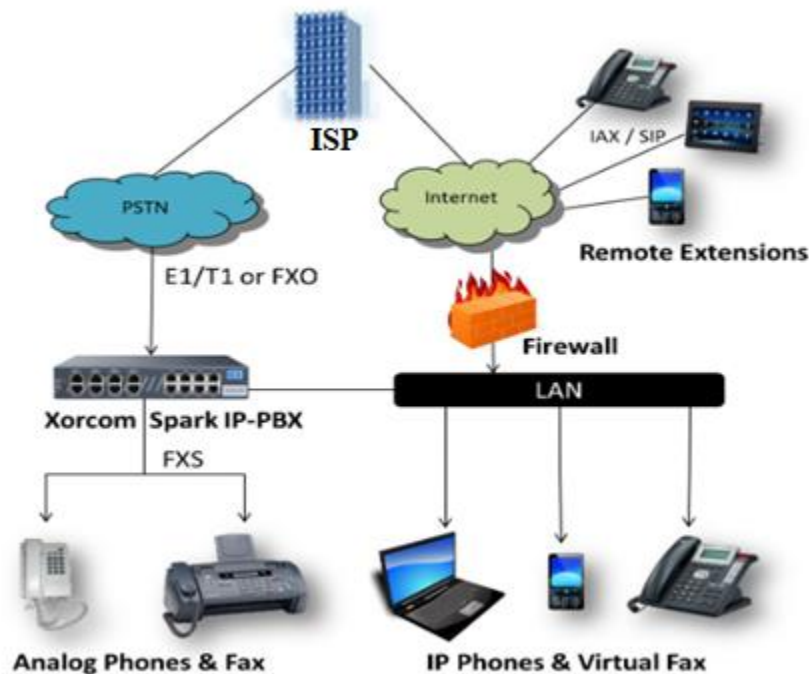 ISP
IAX / SIP
PSTN
Internet
Remote Extensions
E1/T1 or FXO
Firewall
LAN
Xorcom Spark IP-PBX
FXS
Analog Phones & Fax
IP Phones & Virtual Fax